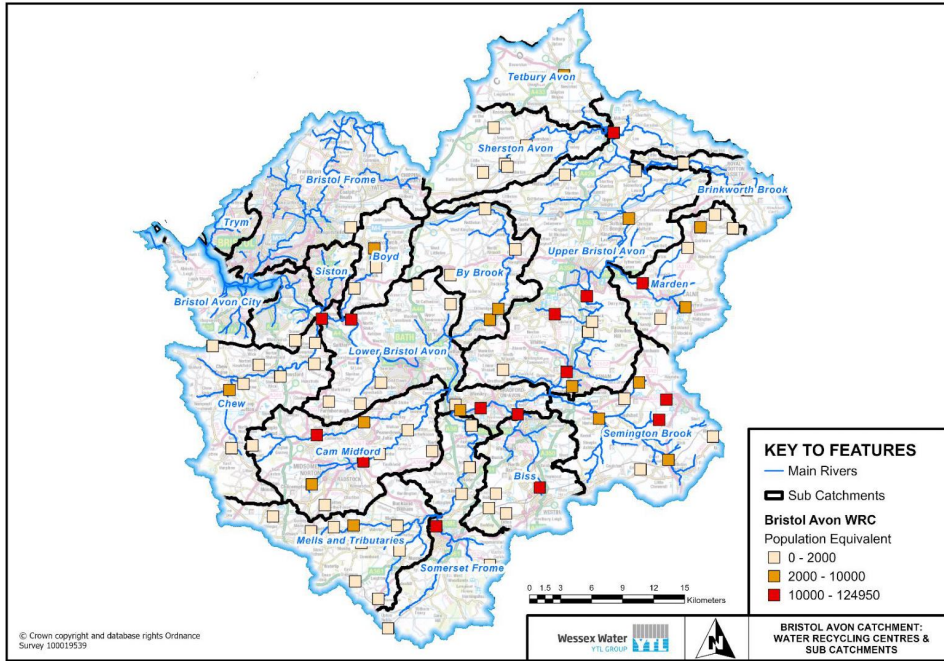 Tetbury Avon
Sherston Avon
Bristol Frome
Brinkworth Brook
Trym
Upper Bristol Avon
Siston
Boyd
By Brook
Marden
Bristol Avon City
BATH
Lower Bristol Avon
Chew
Semington Brook
Cam Midford
Biss
Mells and Tributaries
Somerset Frome
KEY TO FEATURES
Main Rivers
Sub Catchments
Bristol Avon WRC
Population Equivalent
0 - 2000
2000 - 10000
10000 - 124950
0 1.5 3 6 9 12 15
Kilometers
© Crown copyright and database rights Ordnance
Survey 100019539
Wessex Water
YTL GROUP
N
BRISTOL AVON CATCHMENT:
WATER RECYCLING CENTRES &
SUB CATCHMENTS